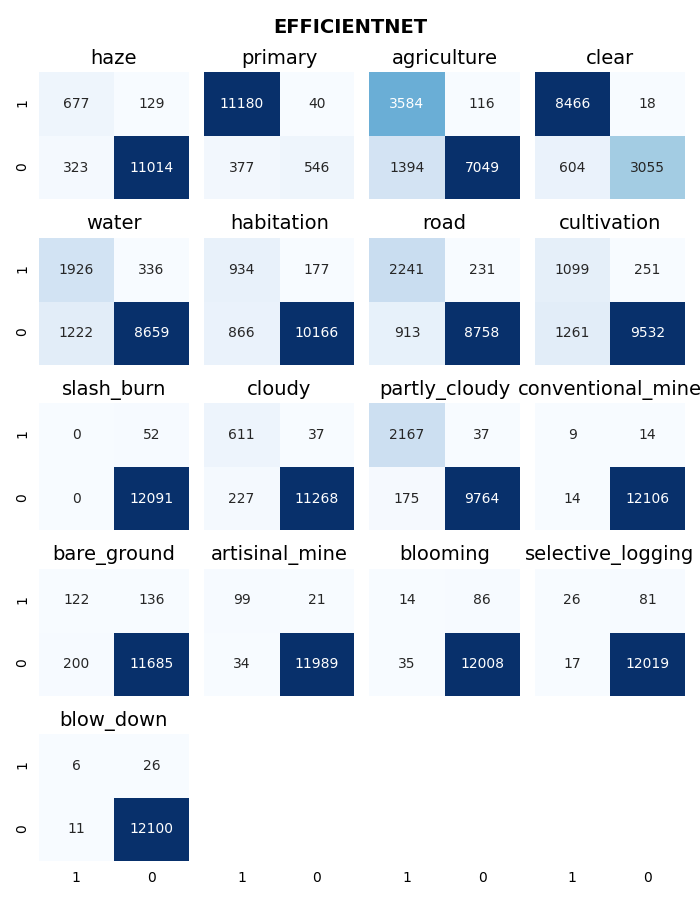 EFFICIENTNET
haze primary agriculture clear
1 677 129 11180 40 3584 116 8466 18
0 323 11014 377 546 1394 7049 604 3055
water habitation road cultivation
1 1926 336 934 177 2241 231 1099 251
0 1222 8659 866 10166 913 8758 1261 9532
slash_burn cloudy partly_cloudy conventional_mine
1 0 52 611 37 2167 37 9 14
0 0 12091 227 11268 175 9764 14 12106
bare_ground artisinal_mine blooming selective_logging
1 122 136 99 21 14 86 26 81
0 200 11685 34 11989 35 12008 17 12019
blow_down
1 6 26
0 11 12100
1 0 1 0 1 0 1 0